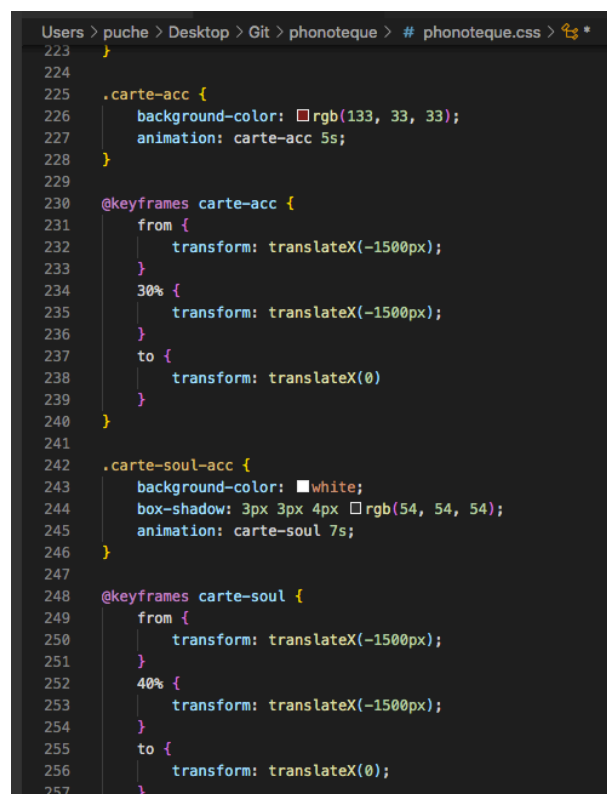 Users > puche > Desktop > Git > phonoteque > # phonoteque.css > *
223 }
224
225 .carte-acc {
226 background-color: rgb(133, 33, 33);
227 animation: carte-acc 5s;
228 }
229
230 @keyframes carte-acc {
231 from {
232 transform: translateX(-1500px);
233 }
234 30% {
235 transform: translateX(-1500px);
236 }
237 to {
238 transform: translateX(0)
239 }
240 }
241
242 .carte-soul-acc {
243 background-color: white;
244 box-shadow: 3px 3px 4px rgb(54, 54, 54);
245 animation: carte-soul 7s;
246 }
247
248 @keyframes carte-soul {
249 from {
250 transform: translateX(-1500px);
251 }
252 40% {
253 transform: translateX(-1500px);
254 }
255 to {
256 transform: translateX(0);
257 }